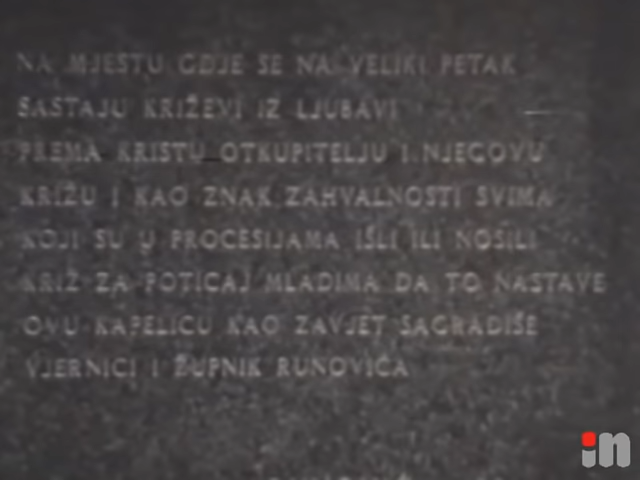 NA MJESTU GDJE SE NA VELIKI PETAK
SASTAJU KRIŽEVI IZ LJUBAVI
PREMA KRISTU OTKUPITELJU I NJEGOVU
KRIŽU I KAO ZNAK ZAHVALNOSTI SVIMA
KOJI SU U PROCESIJAMA IŠLI ILI NOSILI
KRIŽ ZA POTICAJ MLADIMA DA TO NASTAVE
OVU KAPELICU KAO ZAVJET SAGRADIŠE
VJERNICI I ŽUPNIK RUNOVIĆA
in